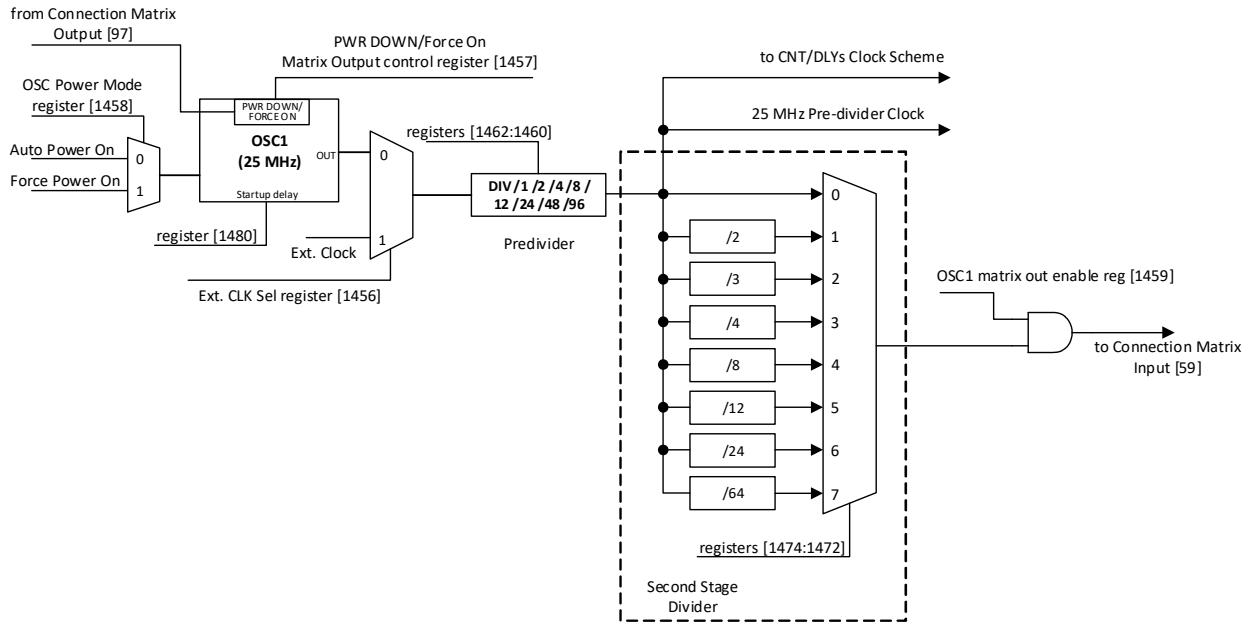 from Connection Matrix
Output [97]
PWR DOWN/Force On
Matrix Output control register [1457]
OSC Power Mode
register [1458]
Auto Power On
Force Power On
0
1
PWR DOWN/
FORCE ON
OSC1
(25 MHz)
OUT
Startup delay
register [1480]
0
1
Ext. Clock
Ext. CLK Sel register [1456]
registers [1462:1460]
DIV /1 /2 /4 /8 /
12 /24 /48 /96
Predivider
to CNT/DLYs Clock Scheme
25 MHz Pre-divider Clock
0
/2
1
/3
2
/4
3
/8
4
/12
5
/24
6
/64
7
registers [1474:1472]
Second Stage
Divider
OSC1 matrix out enable reg [1459]
to Connection Matrix
Input [59]